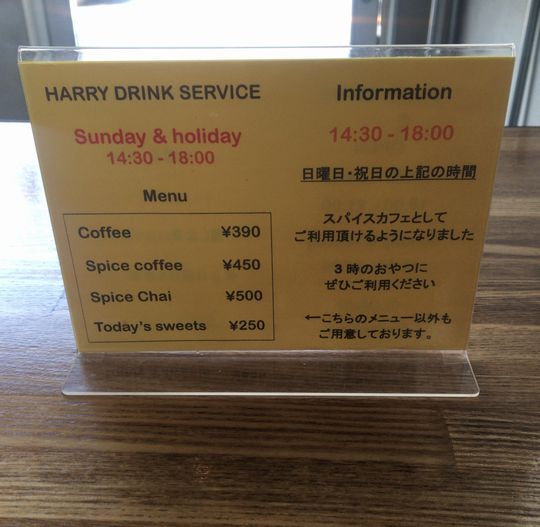 HARRY DRINK SERVICE
Sunday & holiday
14:30 - 18:00
Menu
Coffee ¥390
Spice coffee ¥450
Spice Chai ¥500
Today's sweets ¥250
Information
14:30 - 18:00
日曜日・祝日の上記の時間
スパイスカフェとして
ご利用頂けるようになりました
３時のおやつに
ぜひご利用ください
←こちらのメニュー以外も
ご用意しております。